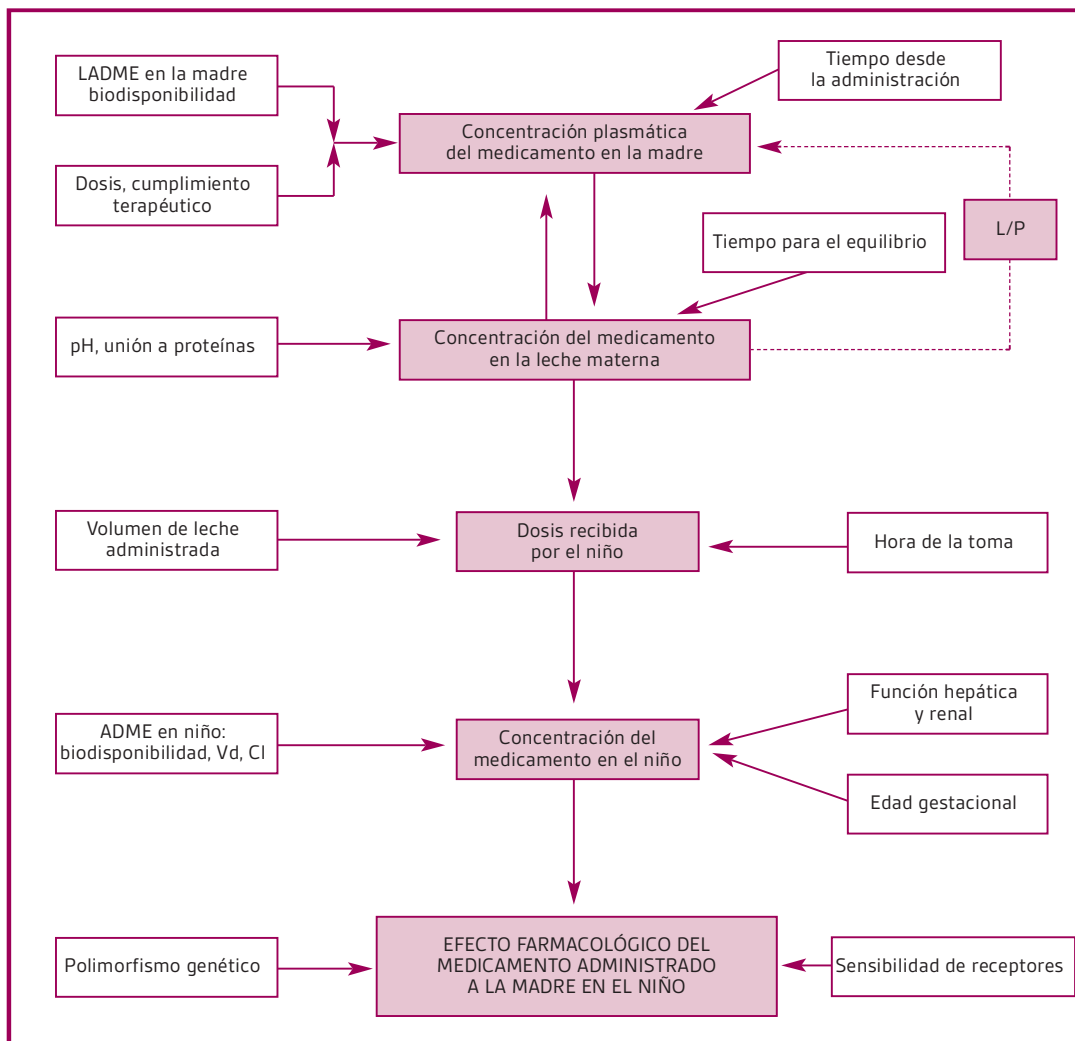 LADME en la madre
biodisponibilidad
Tiempo desde
la administración
Concentración plasmática
del medicamento en la madre
Dosis, cumplimiento
terapéutico
L/P
Tiempo para el equilibrio
pH, unión a proteínas
Concentración del medicamento
en la leche materna
Volumen de leche
administrada
Dosis recibida
por el niño
Hora de la toma
ADME en niño:
biodisponibilidad, Vd, Cl
Concentración del
medicamento en el niño
Función hepática
y renal
Edad gestacional
Polimorfismo genético
EFECTO FARMACOLÓGICO DEL
MEDICAMENTO ADMINISTRADO
A LA MADRE EN EL NIÑO
Sensibilidad de receptores